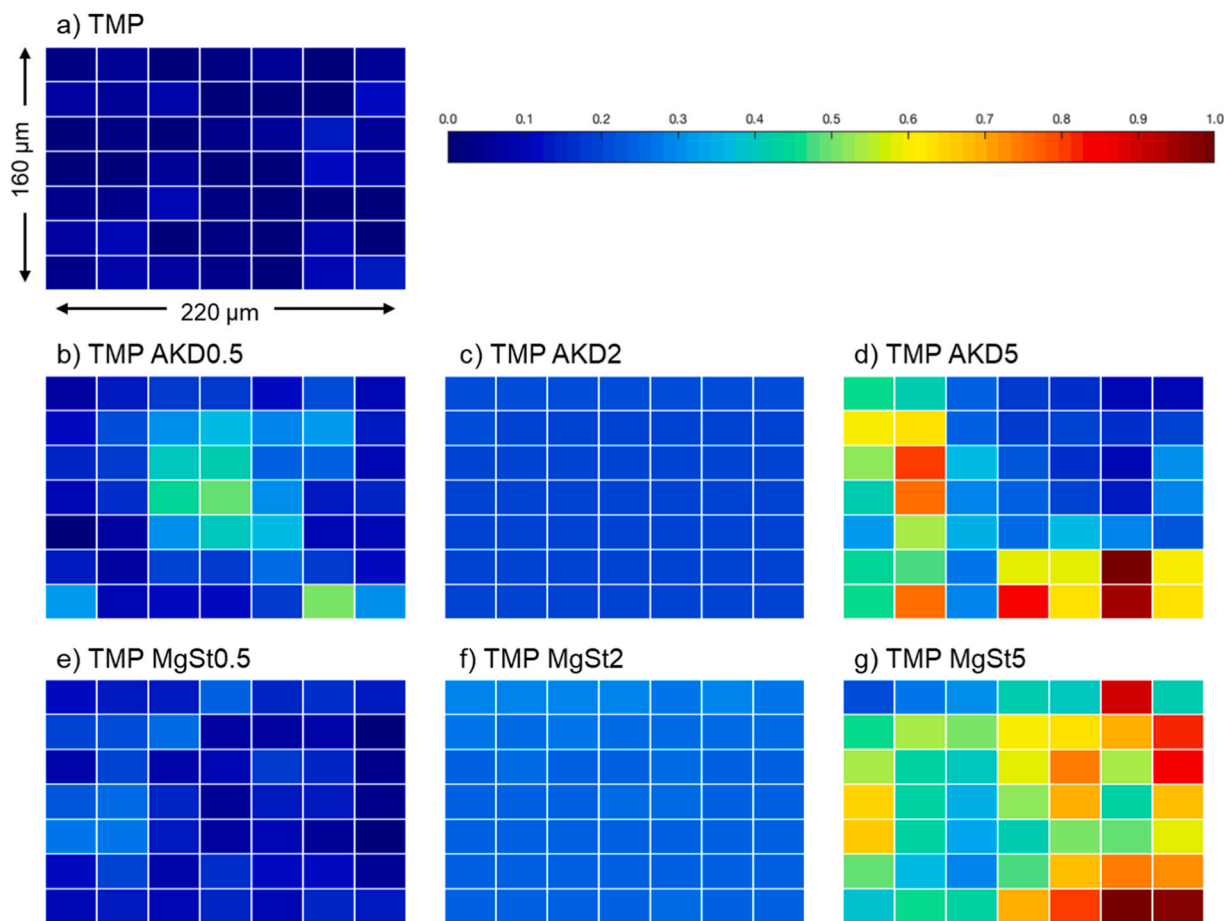 a) TMP
0.0 0.1 0.2 0.3 0.4 0.5 0.6 0.7 0.8 0.9 1.0
160 µm
220 µm
b) TMP AKD0.5 c) TMP AKD2 d) TMP AKD5
e) TMP MgSt0.5 f) TMP MgSt2 g) TMP MgSt5